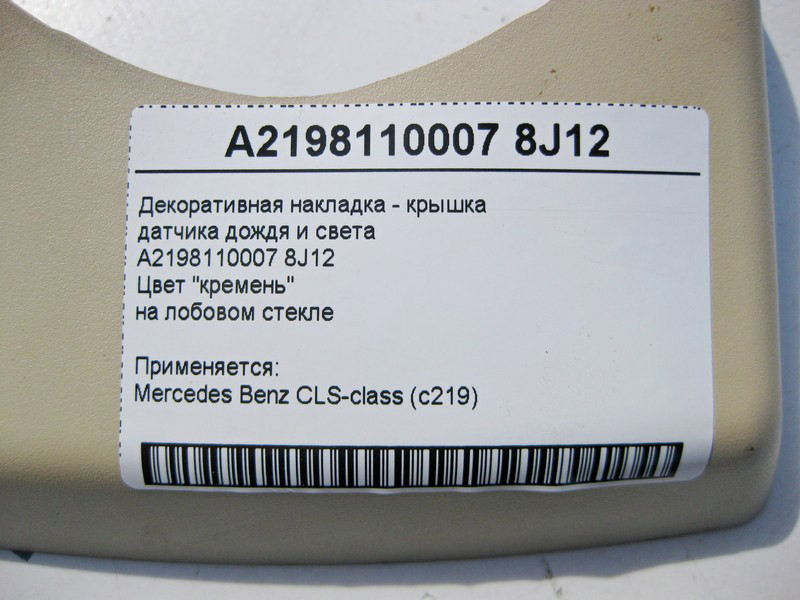 A2198110007 8J12
Декоративная накладка - крышка
датчика дождя и света
A2198110007 8J12
Цвет "кремень"
на лобовом стекле
Применяется:
Mercedes Benz CLS-class (c219)